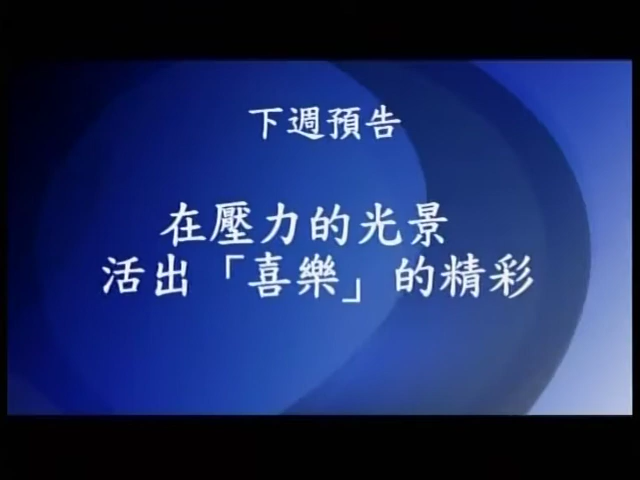 下週預告
在壓力的光景
活出「喜樂」的精彩